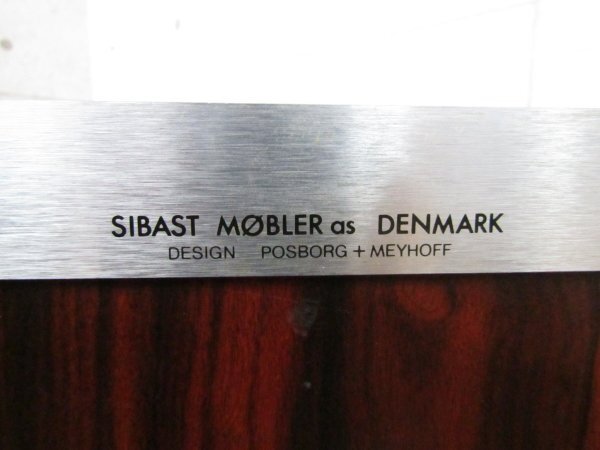 SIBAST MØBLER as DENMARK
DESIGN POSBORG + MEYHOFF